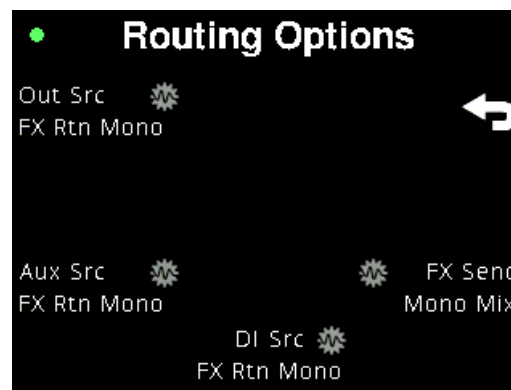 Routing Options
Out Src
FX Rtn Mono
Aux Src
FX Rtn Mono
FX Send
Mono Mix
DI Src
FX Rtn Mono